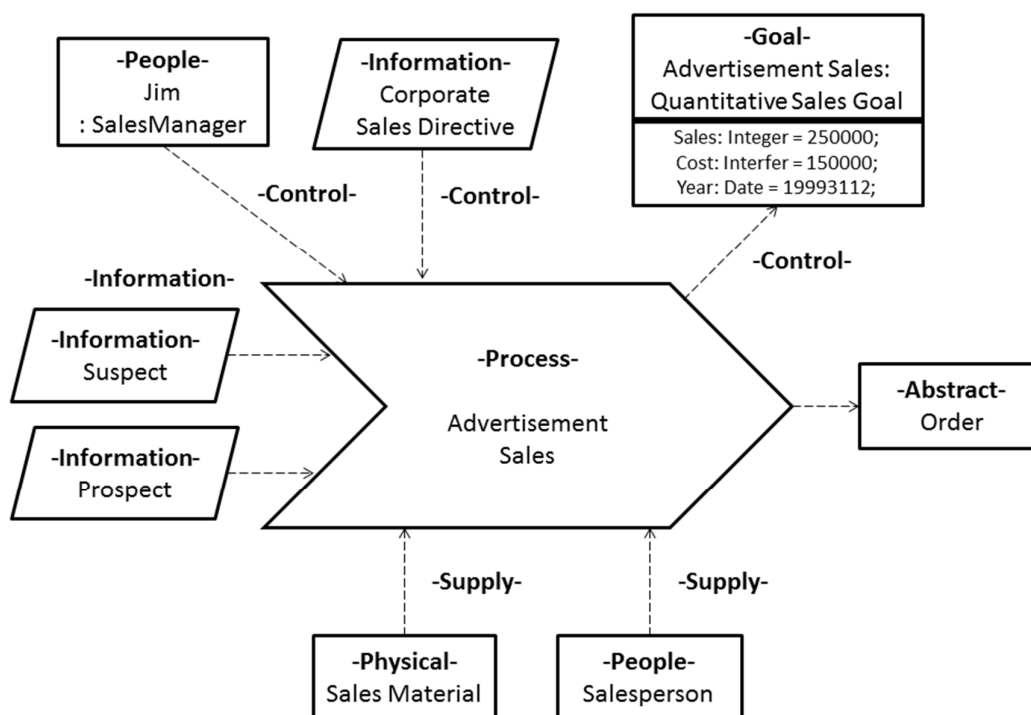 -People-
Jim
: SalesManager
-Information-
Corporate
Sales Directive
-Goal-
Advertisement Sales:
Quantitative Sales Goal
Sales: Integer = 250000;
Cost: Interfer = 150000;
Year: Date = 19993112;
-Control-
-Control-
-Control-
-Information-
-Information-
Suspect
-Information-
Prospect
-Process-
Advertisement
Sales
-Abstract-
Order
-Supply-
-Supply-
-Physical-
Sales Material
-People-
Salesperson